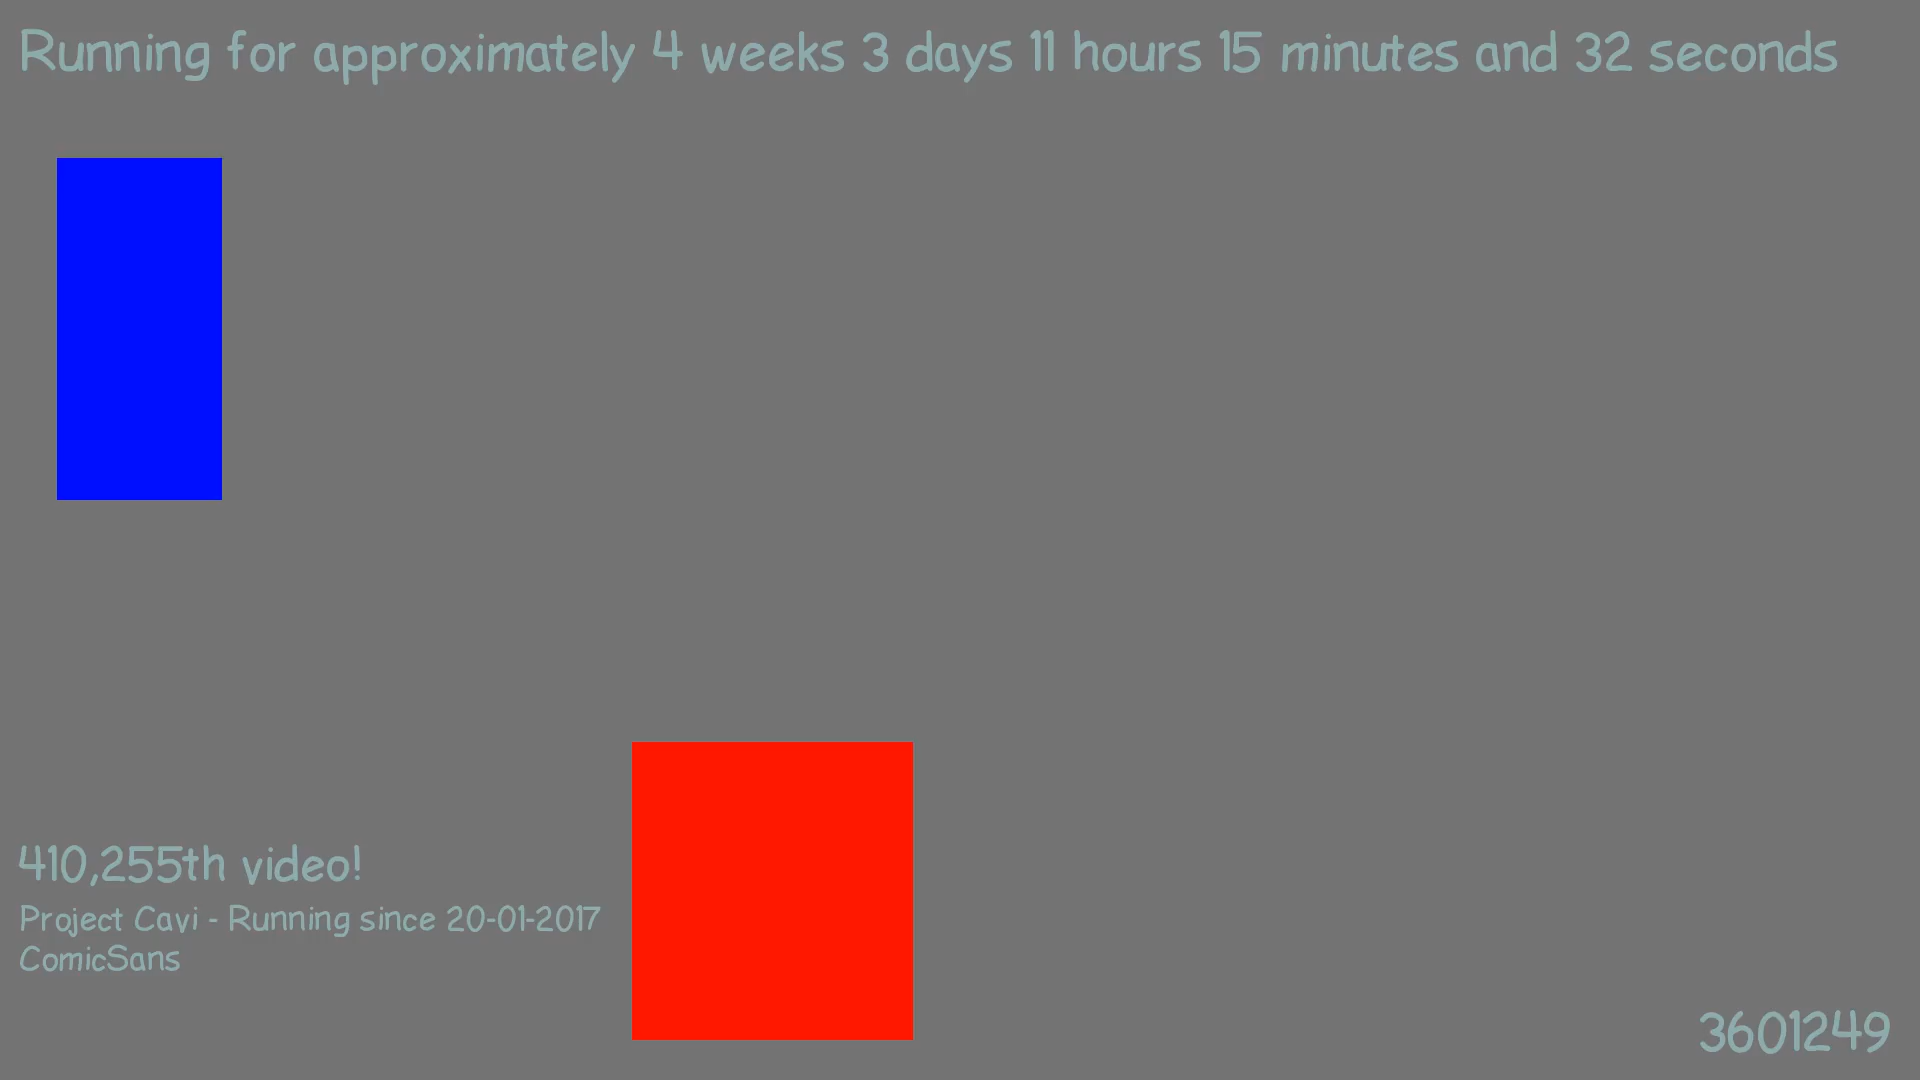 Running for approximately 4 weeks 3 days 11 hours 15 minutes and 32 seconds
410,255th video!
Project Cavi - Running since 20-01-2017
ComicSans
3601249